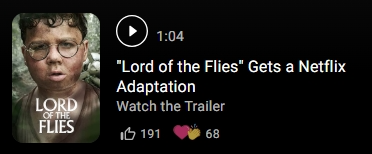 LORD
OF THE
FLIES
1:04
"Lord of the Flies" Gets a Netflix
Adaptation
Watch the Trailer
191
68